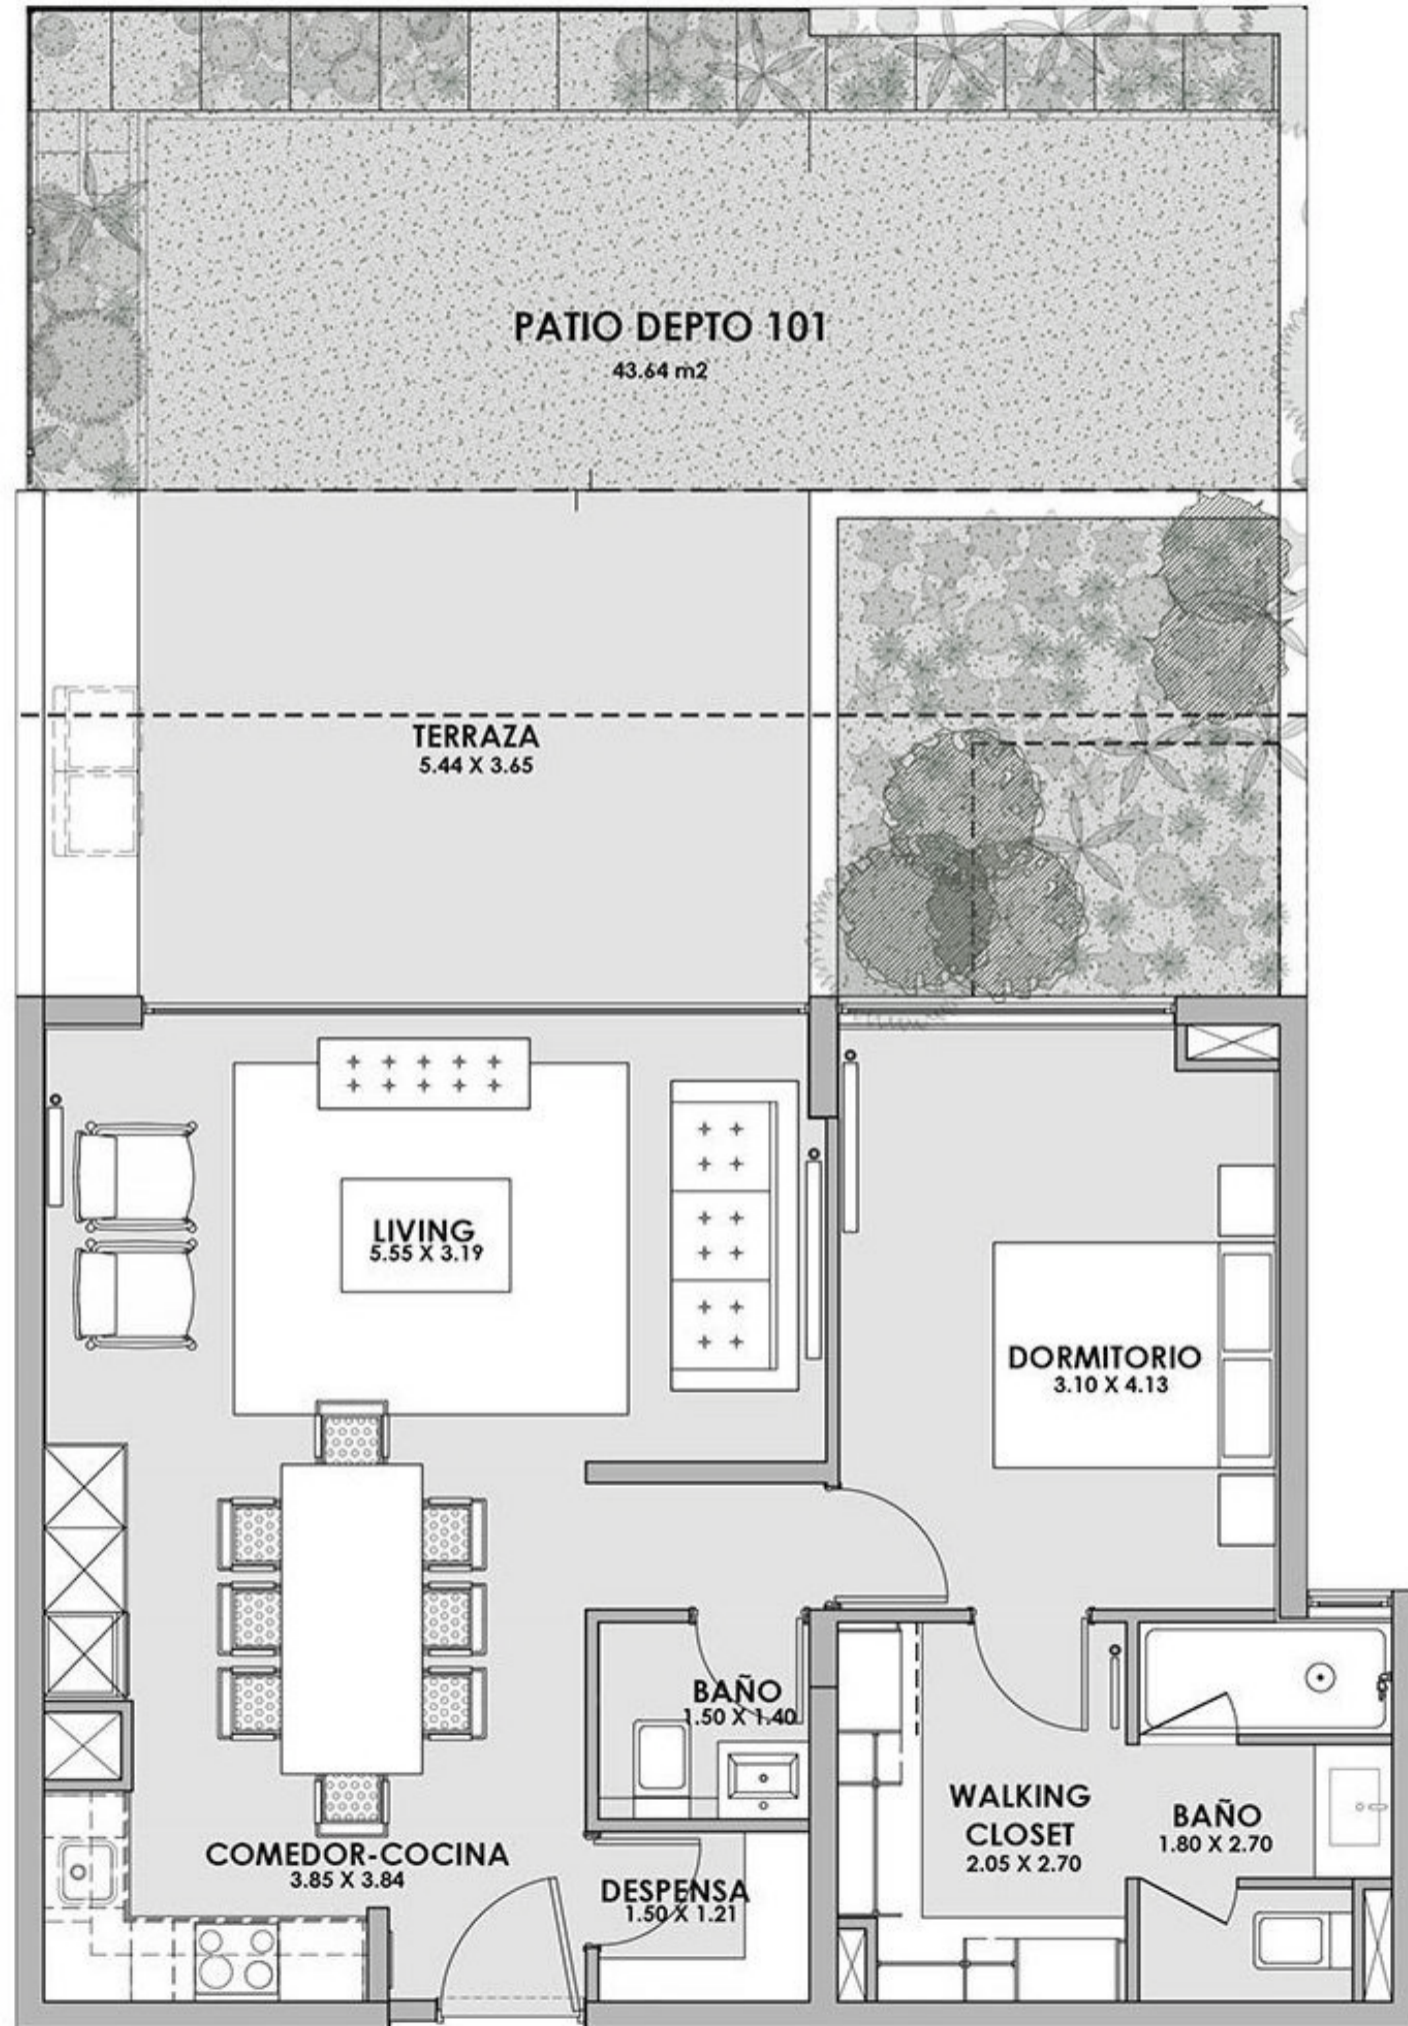 PATIO DEPTO 101
43.64 m2
TERRAZA
5.44 X 3.65
LIVING
5.55 X 3.19
DORMITORIO
3.10 X 4.13
BAÑO
1.50 X 1.40
WALKING
CLOSET
2.05 X 2.70
BAÑO
1.80 X 2.70
COMEDOR-COCINA
3.85 X 3.84
DESPENSA
1.50 X 1.21